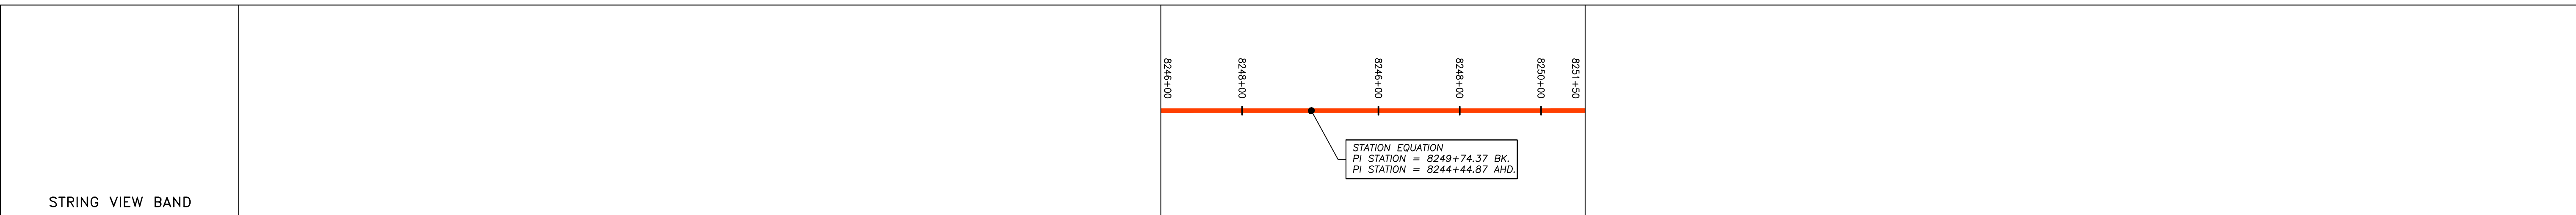 8246+00
8248+00
8246+00
8248+00
8250+00
8251+50
STATION EQUATION
PI STATION = 8249+74.37 BK.
PI STATION = 8244+44.87 AHD.
STRING VIEW BAND